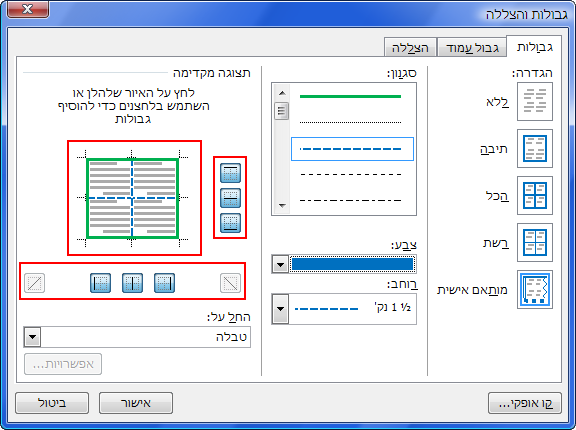 גבולות והצללה
גבולות
גבול עמוד
הצללה
הגדרה:
ללא
תיבה
הכל
רשת
מותאם אישית
סגנון:
צבע:
רוחב:
½ 1 נק'
תצוגה מקדימה
לחץ על האיור שלהלן או
השתמש בלחצנים כדי להוסיף
גבולות
החל על:
טבלה
אפשרויות...
קו אופקי...
אישור
ביטול